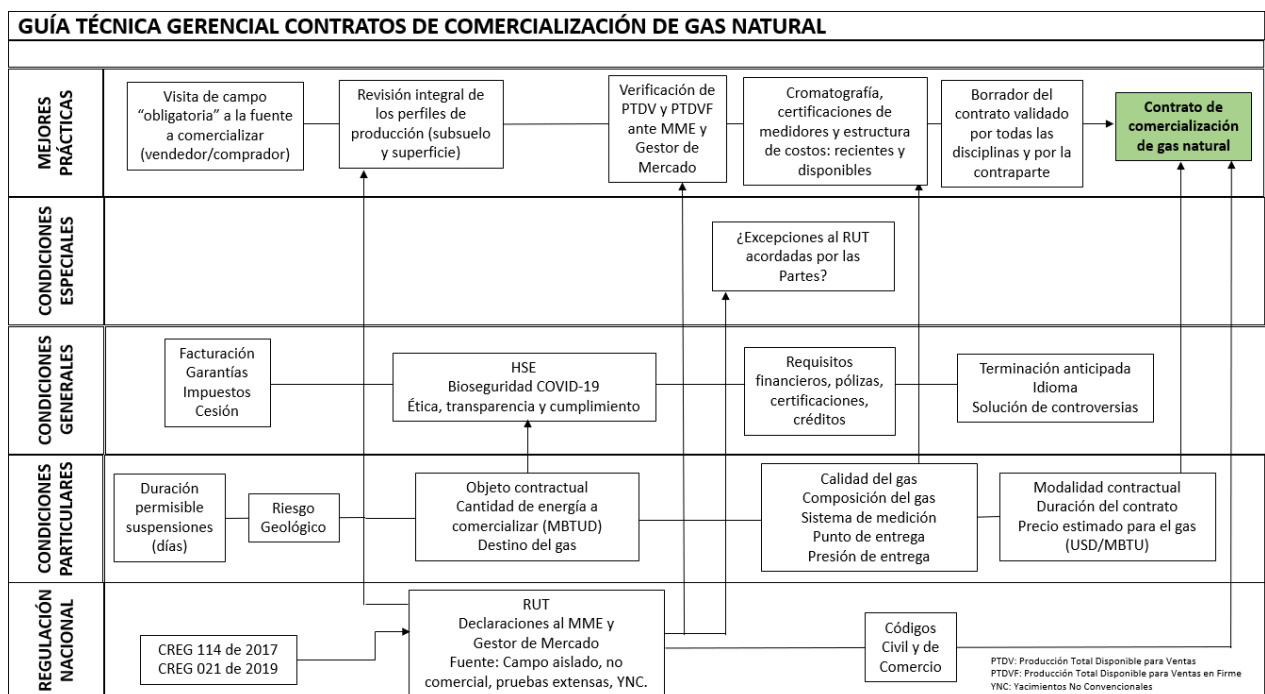 GUÍA TÉCNICA GERENCIAL CONTRATOS DE COMERCIALIZACIÓN DE GAS NATURAL
MEJORES
PRÁCTICAS
Visita de campo
“obligatoria” a la fuente
a comercializar
(vendedor/comprador)
Revisión integral de
los perfiles de
producción (subsuelo
y superficie)
Verificación de
PTDV y PTDVF
ante MME y
Gestor de
Mercado
Cromatografía,
certificaciones de
medidores y estructura
de costos: recientes y
disponibles
Borrador del
contrato validado
por todas las
disciplinas y por la
contraparte
Contrato de
comercialización
de gas natural
CONDICIONES
ESPECIALES
¿Excepciones al RUT
acordadas por las
Partes?
CONDICIONES
GENERALES
Facturación
Garantías
Impuestos
Cesión
HSE
Bioseguridad COVID-19
Ética, transparencia y cumplimiento
Requisitos
financieros, pólizas,
certificaciones,
créditos
Terminación anticipada
Idioma
Solución de controversias
CONDICIONES
PARTICULARES
Duración
permisible
suspensiones
(días)
Riesgo
Geológico
Objeto contractual
Cantidad de energía a
comercializar (MBTUD)
Destino del gas
Calidad del gas
Composición del gas
Sistema de medición
Punto de entrega
Presión de entrega
Modalidad contractual
Duración del contrato
Precio estimado para el gas
(USD/MBTU)
REGULACIÓN
NACIONAL
CREG 114 de 2017
CREG 021 de 2019
RUT
Declaraciones al MME y
Gestor de Mercado
Fuente: Campo aislado, no
comercial, pruebas extensas, YNC.
Códigos
Civil y de
Comercio
PTDV: Producción Total Disponible para Ventas
PTDVF: Producción Total Disponible para Ventas en Firme
YNC: Yacimientos No Convencionales